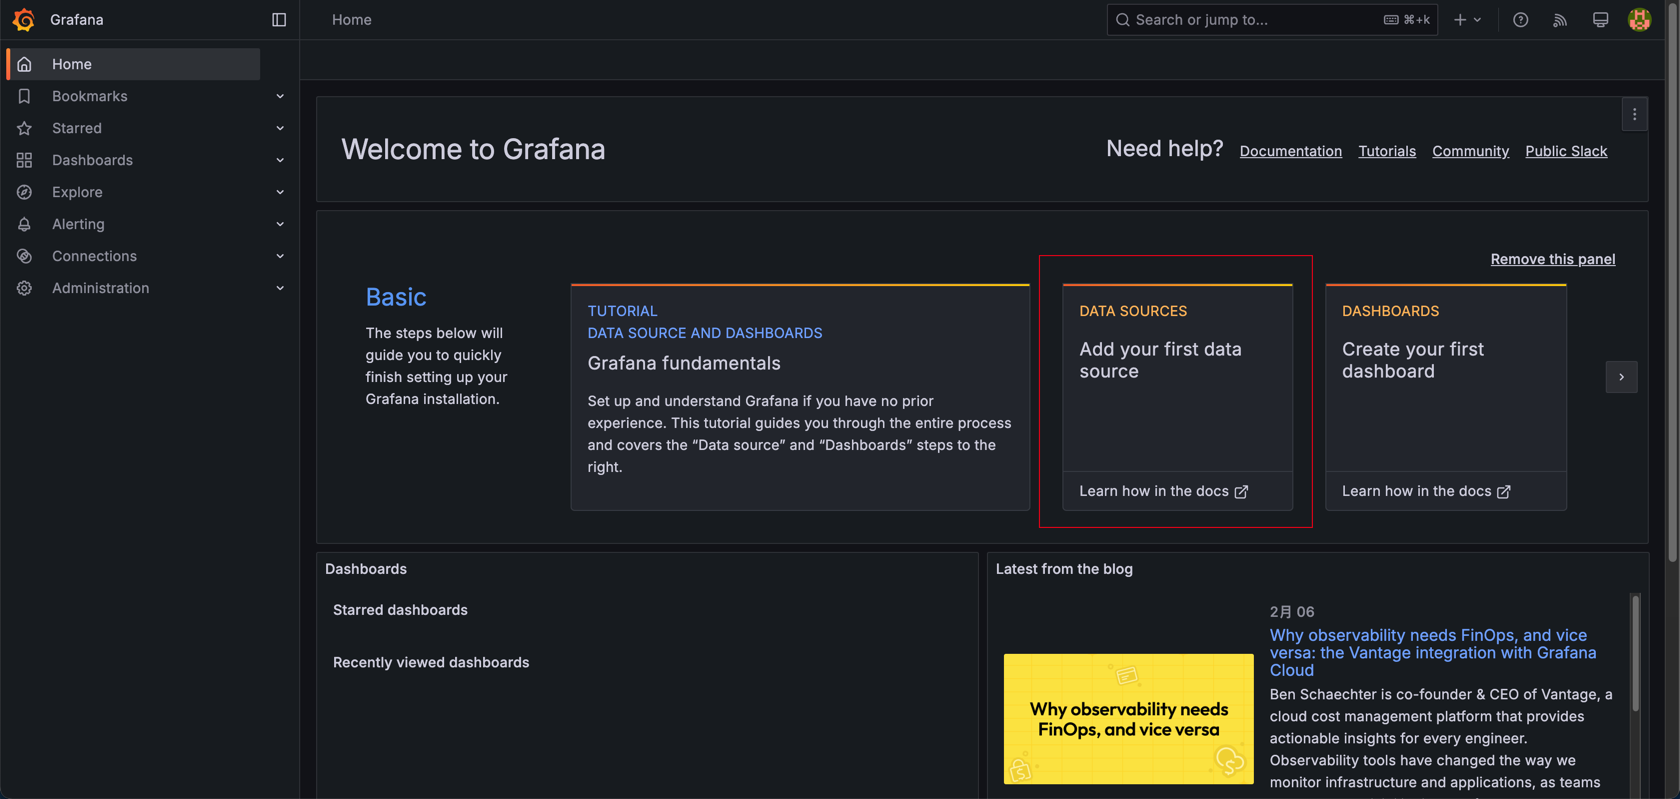 Grafana
Home
Search or jump to...
⌘+k
Home
Bookmarks
Starred
Dashboards
Explore
Alerting
Connections
Administration
Welcome to Grafana
Need help?
Documentation
Tutorials
Community
Public Slack
Remove this panel
Basic
The steps below will
guide you to quickly
finish setting up your
Grafana installation.
TUTORIAL
DATA SOURCE AND DASHBOARDS
Grafana fundamentals
Set up and understand Grafana if you have no prior
experience. This tutorial guides you through the entire process
and covers the “Data source” and “Dashboards” steps to the
right.
DATA SOURCES
Add your first data
source
Learn how in the docs
DASHBOARDS
Create your first
dashboard
Learn how in the docs
Dashboards
Starred dashboards
Recently viewed dashboards
Latest from the blog
Why observability needs
FinOps, and vice versa
2月 06
Why observability needs FinOps, and vice
versa: the Vantage integration with Grafana
Cloud
Ben Schaechter is co-founder & CEO of Vantage, a
cloud cost management platform that provides
actionable insights for every engineer.
Observability tools have changed the way we
monitor infrastructure and applications, as teams